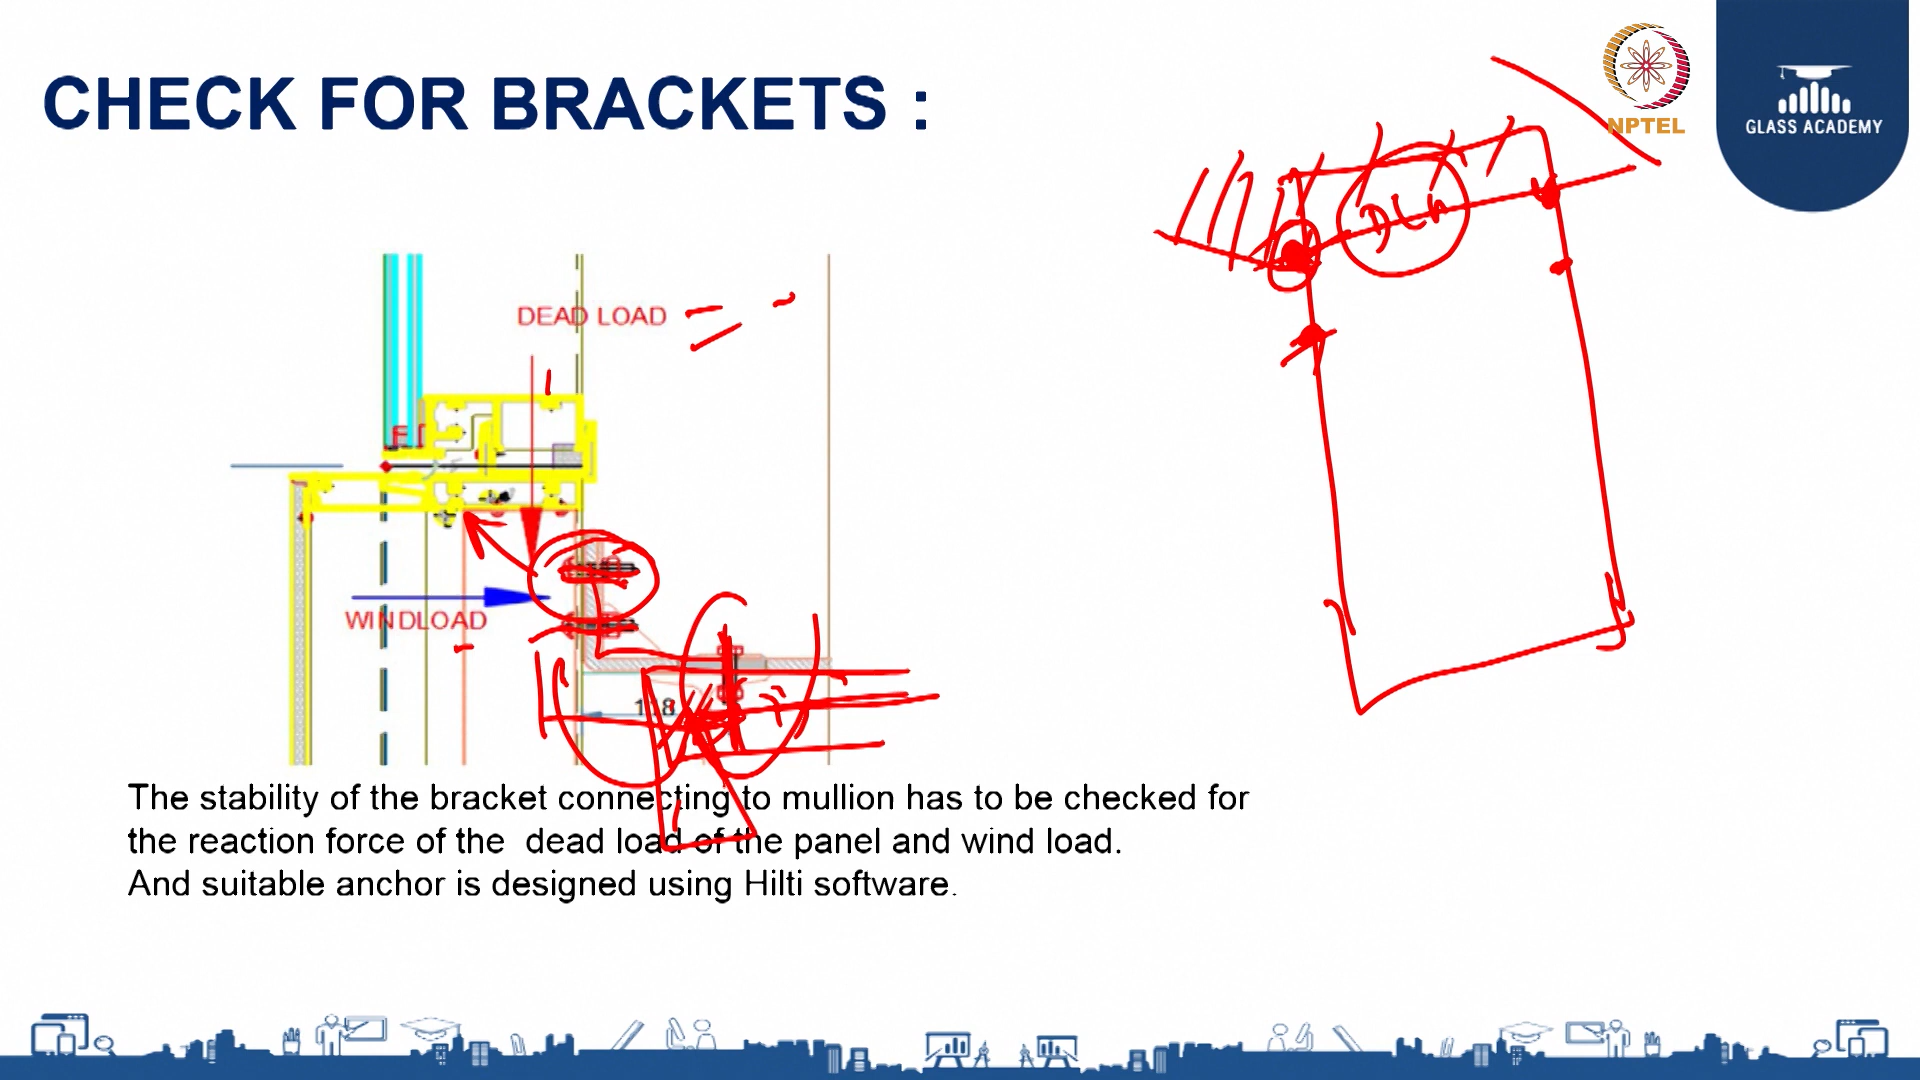 CHECK FOR BRACKETS :
NPTEL
GLASS ACADEMY
DEAD LOAD
WINDLOAD
The stability of the bracket connecting to mullion has to be checked for
the reaction force of the dead load of the panel and wind load.
And suitable anchor is designed using Hilti software.